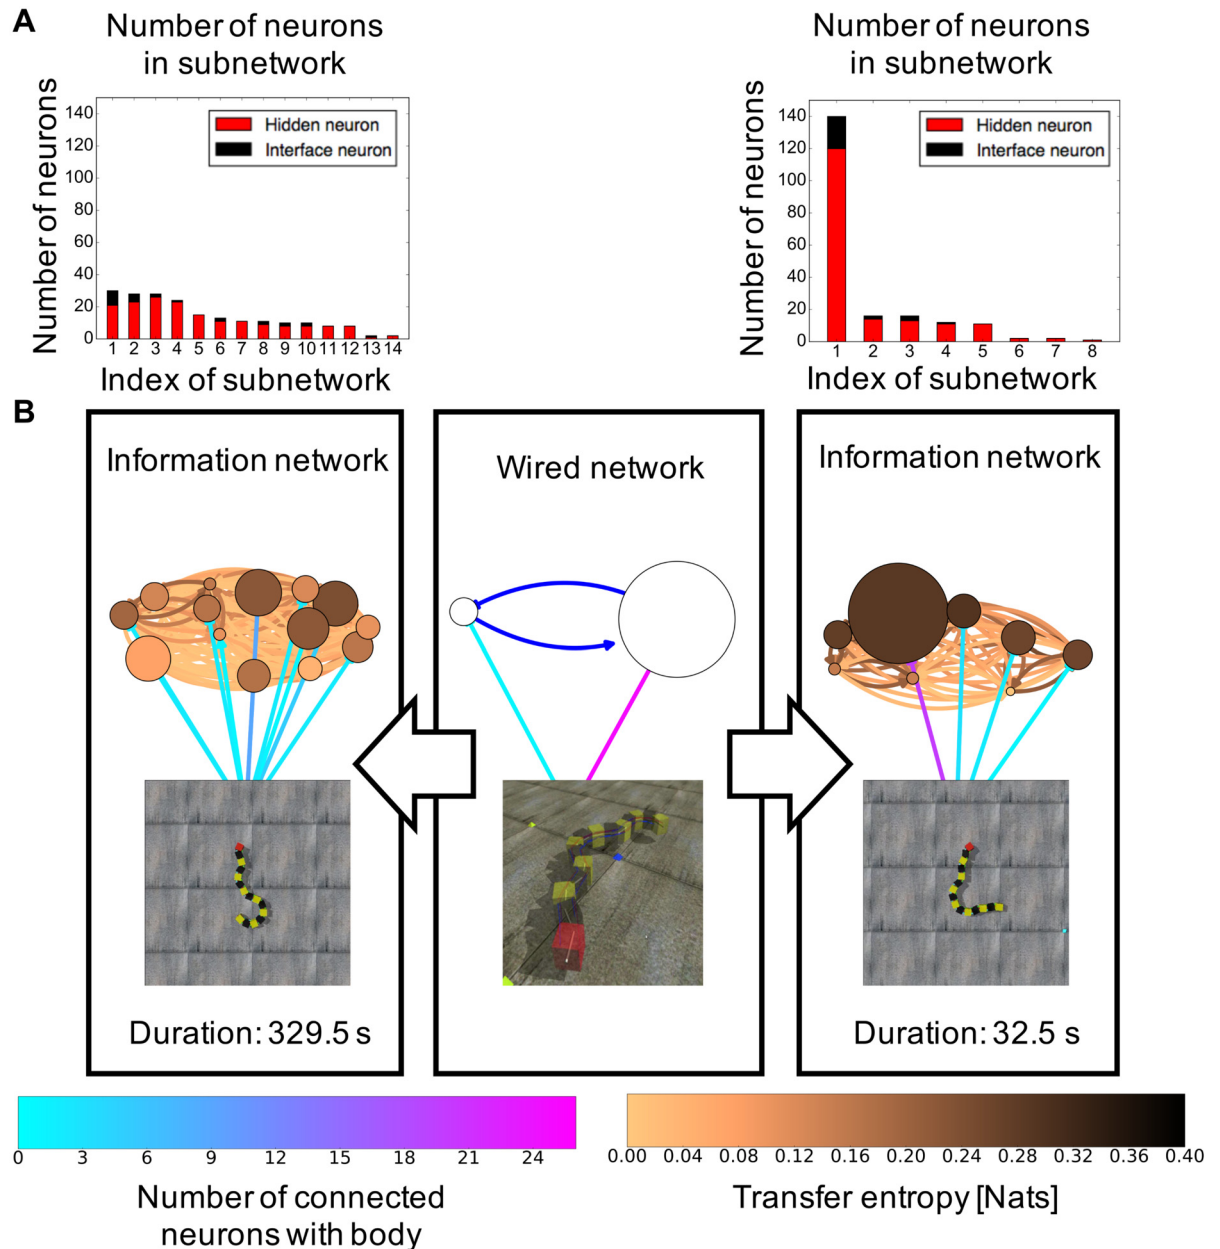 A
Number of neurons
in subnetwork
Number of neurons
140
120
100
80
60
40
20
0
Hidden neuron
Interface neuron
1 2 3 4 5 6 7 8 9 10 11 12 13 14
Index of subnetwork
Number of neurons
in subnetwork
Number of neurons
140
120
100
80
60
40
20
0
Hidden neuron
Interface neuron
1 2 3 4 5 6 7 8
Index of subnetwork
B
Information network
Duration: 329.5 s
Wired network
Information network
Duration: 32.5 s
0 3 6 9 12 15 18 21 24
Number of connected
neurons with body
0.00 0.04 0.08 0.12 0.16 0.20 0.24 0.28 0.32 0.36 0.40
Transfer entropy [Nats]